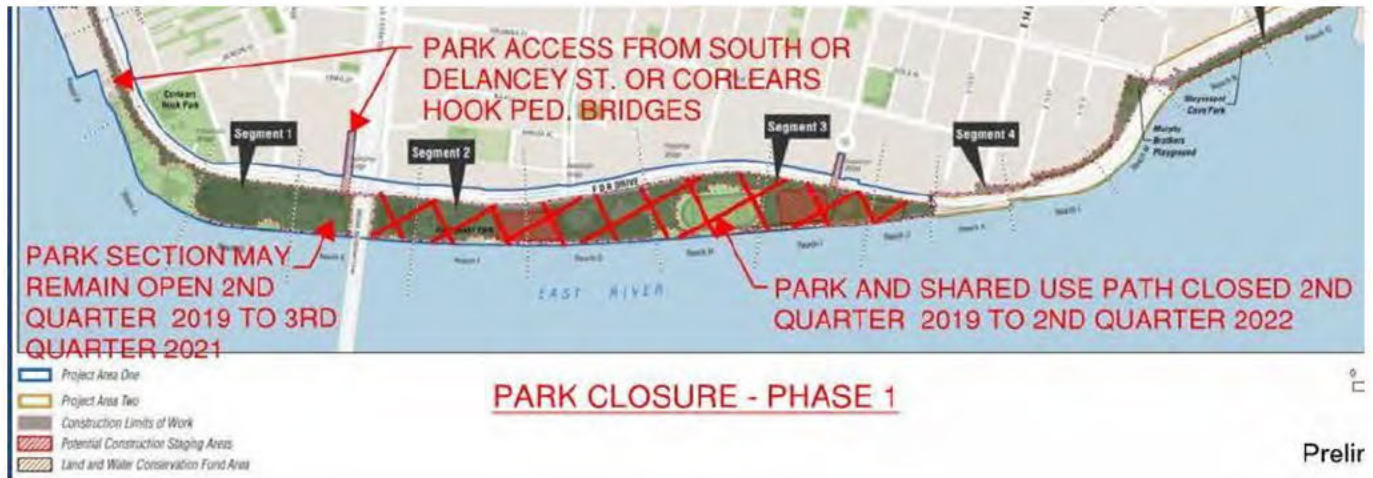 PARK ACCESS FROM SOUTH OR
DELANCEY ST. OR CORLEARS
HOOK PED. BRIDGES
Corlears
Hook Park
Segment 1
Segment 2
Segment 3
Segment 4
E 14
Stuyvesant
Cove Park
Murphy
Brothers
Playground
F D R DRIVE
PARK SECTION MAY
REMAIN OPEN 2ND
QUARTER 2019 TO 3RD
QUARTER 2021
EAST RIVER
PARK AND SHARED USE PATH CLOSED 2ND
QUARTER 2019 TO 2ND QUARTER 2022
Project Area One
Project Area Two
Construction Limits of Work
Potential Construction Staging Areas
Land and Water Conservation Fund Area
PARK CLOSURE - PHASE 1
0
Prelir